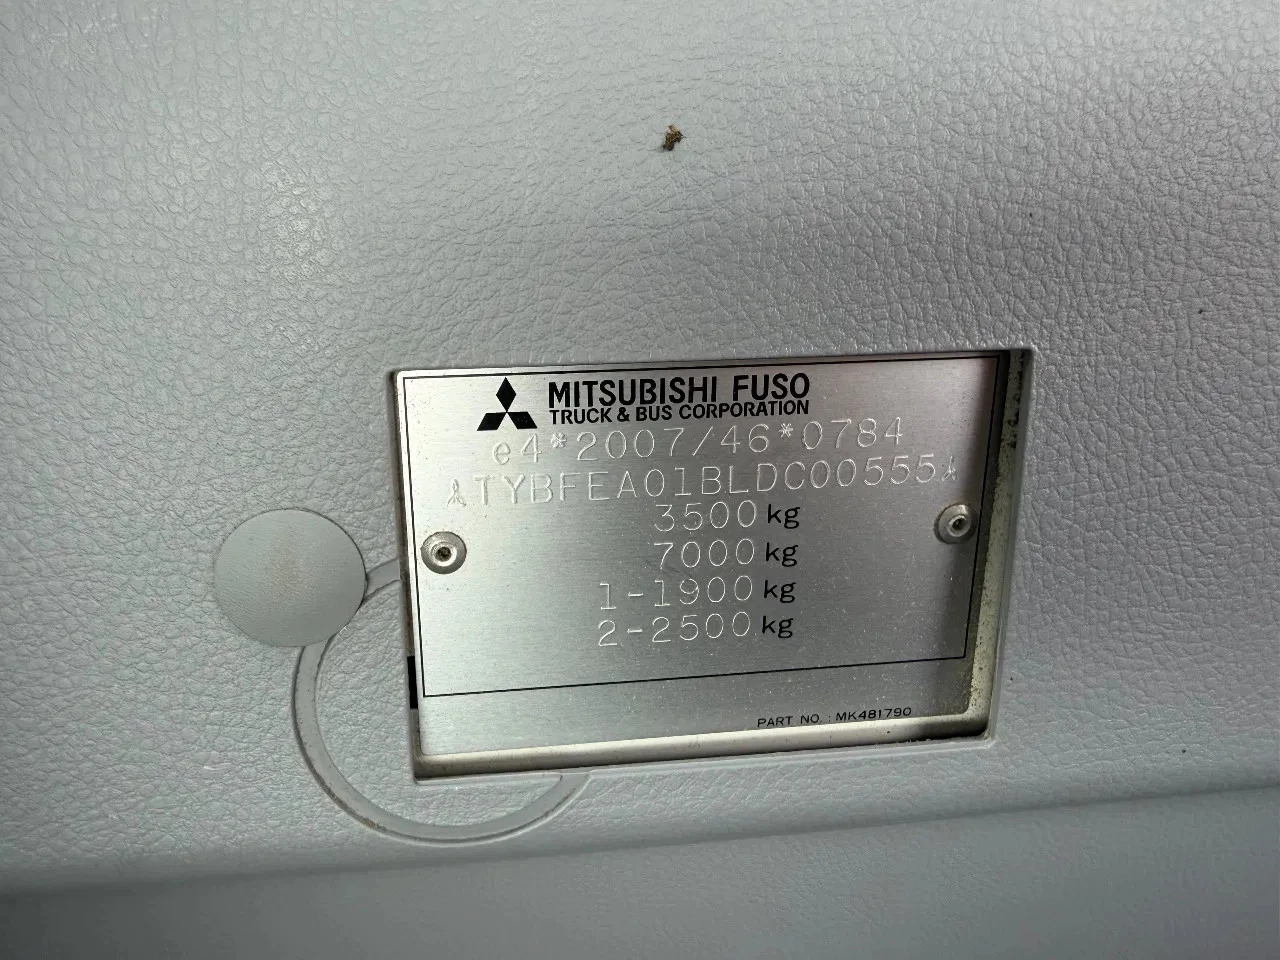 MITSUBISHI FUSO
TRUCK & BUS CORPORATION
e4*2007/46*0784
TYBFEA01BLDC00555
3500 kg
7000 kg
1-1900 kg
2-2500 kg
PART NO. : MK481790